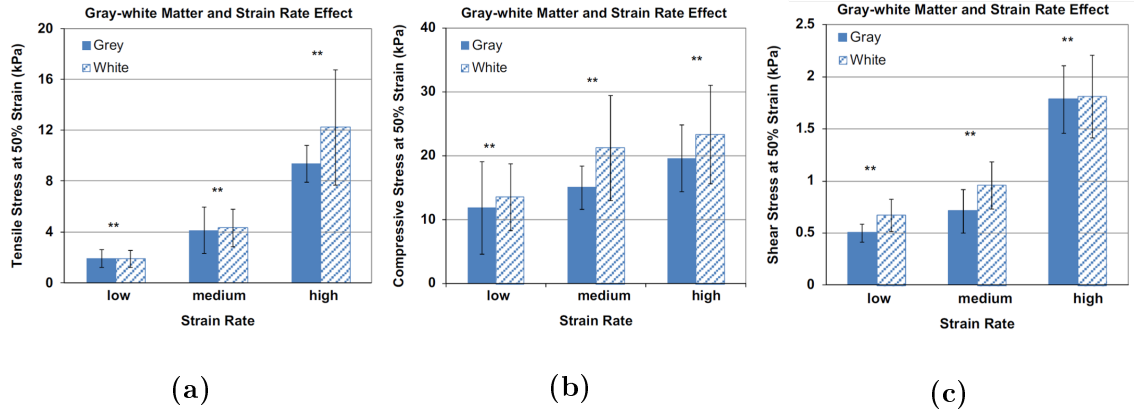 Gray-white Matter and Strain Rate Effect
Tensile Stress at 50% Strain (kPa)
20
16
12
8
4
0
Grey
White
**
**
**
low medium high
Strain Rate
(a)
Gray-white Matter and Strain Rate Effect
Compressive Stress at 50% Strain (kPa)
40
30
20
10
0
Gray
White
**
**
**
low medium high
Strain Rate
(b)
Gray-white Matter and Strain Rate Effect
Shear Stress at 50% Strain (kPa)
2.5
2
1.5
1
0.5
0
Gray
White
**
**
**
low medium high
Strain Rate
(c)